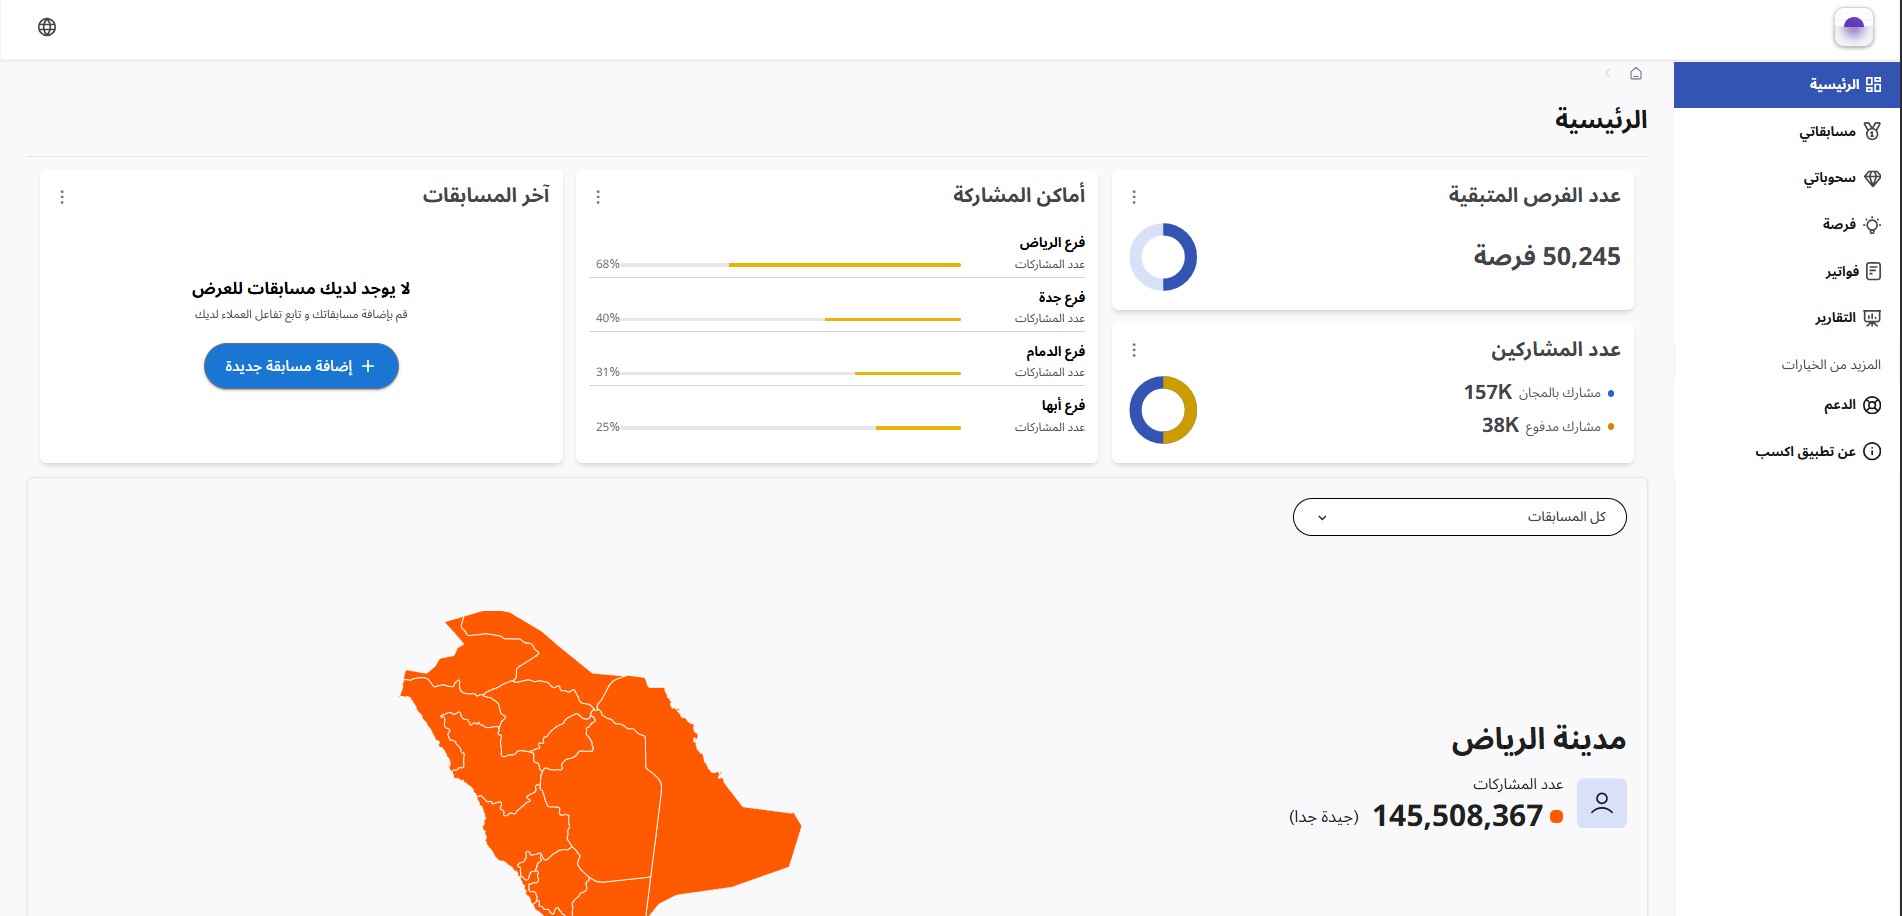 الرئيسية
مسابقاتي
سحوباتي
فرصة
فواتير
التقارير
المزيد من الخيارات
الدعم
عن تطبيق اكسب
الرئيسية
عدد الفرص المتبقية
50,245 فرصة
عدد المشاركين
مشارك بالمجان 157K
مشارك مدفوع 38K
أماكن المشاركة
فرع الرياض
عدد المشاركات 68%
فرع جدة
عدد المشاركات 40%
فرع الدمام
عدد المشاركات 31%
فرع أبها
عدد المشاركات 25%
آخر المسابقات
لا يوجد لديك مسابقات للعرض
قم بإضافة مسابقاتك و تابع تفاعل العملاء لديك
+ إضافة مسابقة جديدة
كل المسابقات
مدينة الرياض
عدد المشاركات
145,508,367 (جيدة جدا)